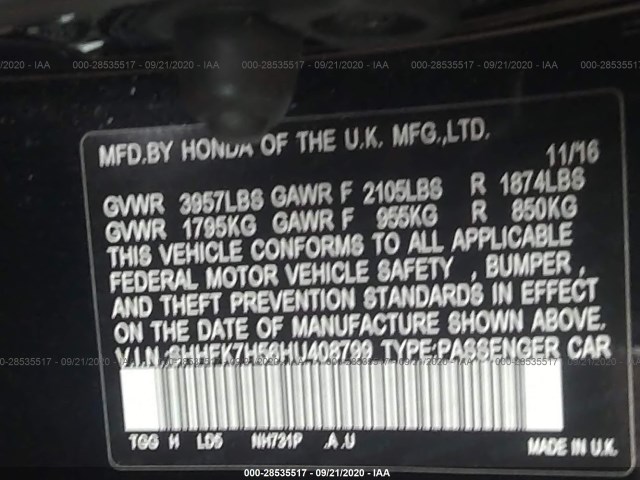 000-28535517 - 09/21/2020 - IAA
MFD.BY HONDA OF THE U.K. MFG.,LTD.
11/16
GVWR 3957LBS GAWR F 2105LBS R 1874LBS
GVWR 1795KG GAWR F 955KG R 850KG
THIS VEHICLE CONFORMS TO ALL APPLICABLE
FEDERAL MOTOR VEHICLE SAFETY , BUMPER ,
AND THEFT PREVENTION STANDARDS IN EFFECT
ON THE DATE OF MANUFACTURE SHOWN ABOVE.
V.I.N.: TYPE:PASSENGER CAR
TGG H LD5 NH731P .A .U
MADE IN U.K.
000-28535517 - 09/21/2020 - IAA